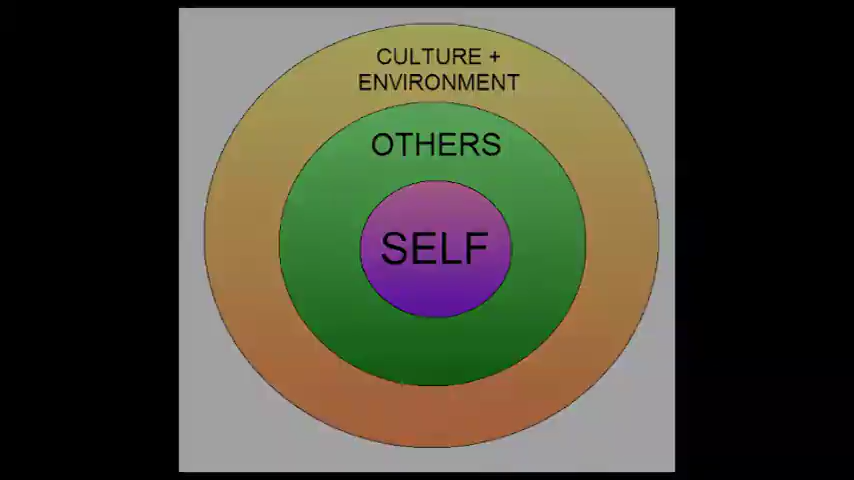 CULTURE +
ENVIRONMENT
OTHERS
SELF